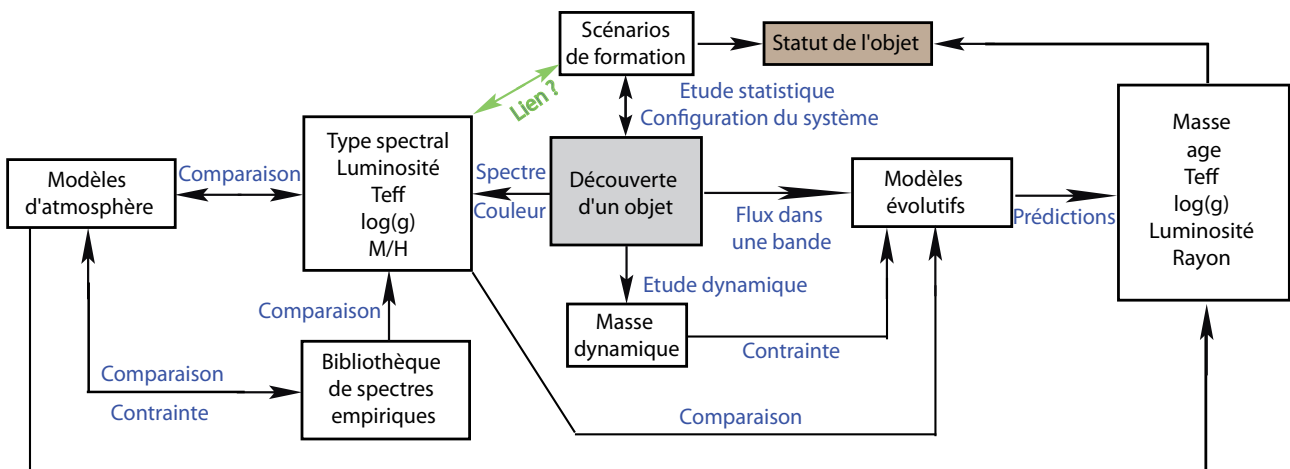 Scénarios
de formation
Statut de l'objet
Lien ?
Etude statistique
Configuration du système
Masse
age
Teff
log(g)
Luminosité
Rayon
Type spectral
Luminosité
Teff
log(g)
M/H
Modèles
d'atmosphère
Comparaison
Spectre
Couleur
Découverte
d'un objet
Flux dans
une bande
Modèles
évolutifs
Prédictions
Etude dynamique
Masse
dynamique
Contrainte
Comparaison
Bibliothèque
de spectres
empiriques
Comparaison
Contrainte
Comparaison